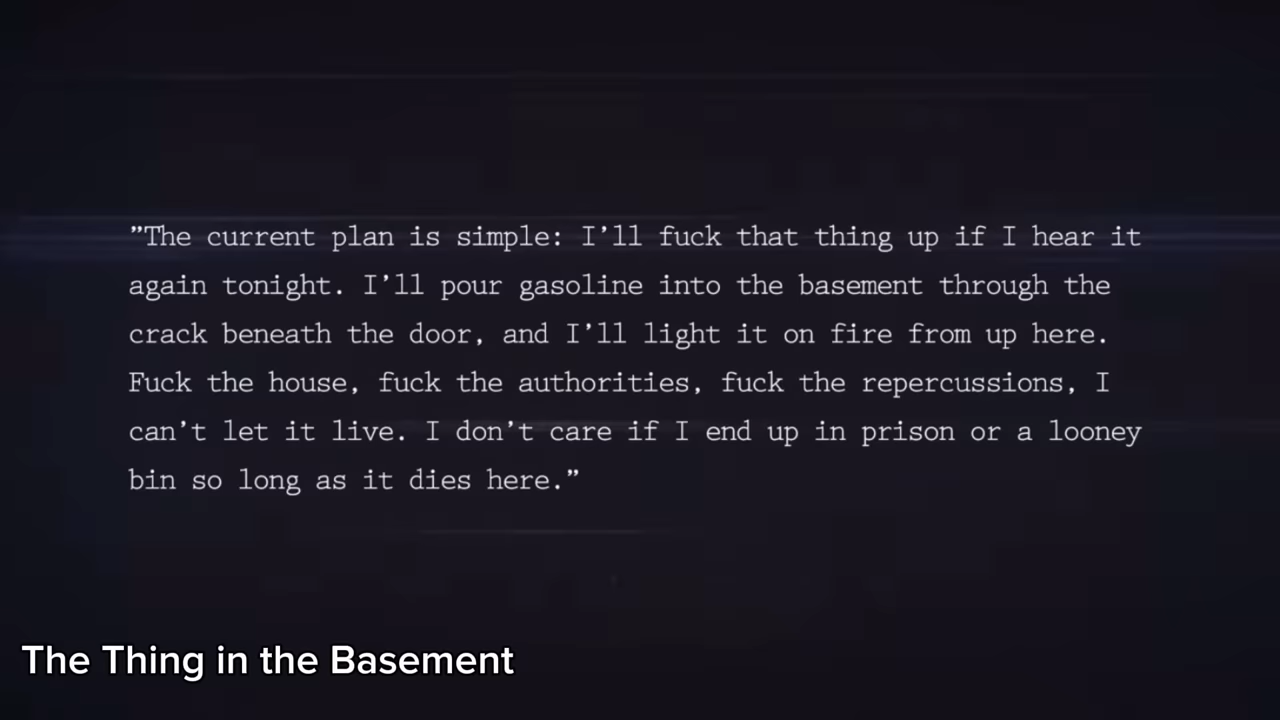 ”The current plan is simple: I’ll fuck that thing up if I hear it
again tonight. I’ll pour gasoline into the basement through the
crack beneath the door, and I’ll light it on fire from up here.
Fuck the house, fuck the authorities, fuck the repercussions, I
can’t let it live. I don’t care if I end up in prison or a looney
bin so long as it dies here.”
The Thing in the Basement